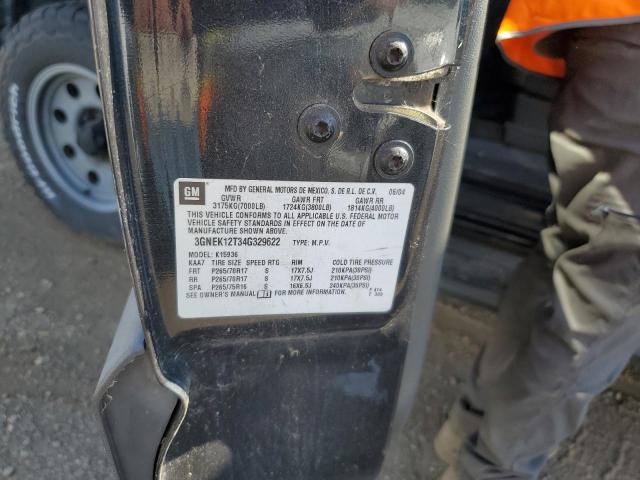 GM
MFD BY GENERAL MOTORS DE MEXICO, S. DE R.L. DE C.V. 06/04
GVWR GAWR FRT GAWR RR
3175KG(7000LB) 1724KG(3800LB) 1814KG(4000LB)
THIS VEHICLE CONFORMS TO ALL APPLICABLE U.S. FEDERAL MOTOR
VEHICLE SAFETY STANDARDS IN EFFECT ON THE DATE OF
MANUFACTURE SHOWN ABOVE.
3GNEK12T34G329622 TYPE: M.P.V.
MODEL: K15936
KAA7 TIRE SIZE SPEED RTG RIM COLD TIRE PRESSURE
FRT P265/70R17 S 17X7.5J 210KPA(30PSI)
RR P265/70R17 S 17X7.5J 210KPA(30PSI)
SPA P265/75R16 S 16X6.5J 240KPA(35PSI)
SEE OWNER'S MANUAL FOR MORE INFORMATION.